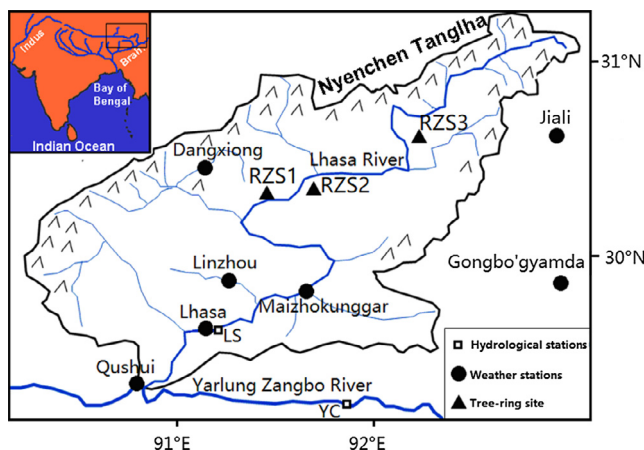 Indus
Brah.
Bay of
Bengal
Indian Ocean
Nyenchen Tanglha
31°N
RZS3
Jiali
Dangxiong
Lhasa River
RZS1
RZS2
30°N
Linzhou
Gongbo'gyamda
Maizhokunggar
Lhasa
LS
Qushui
Yarlung Zangbo River
YC
Hydrological stations
Weather stations
Tree-ring site
91°E
92°E